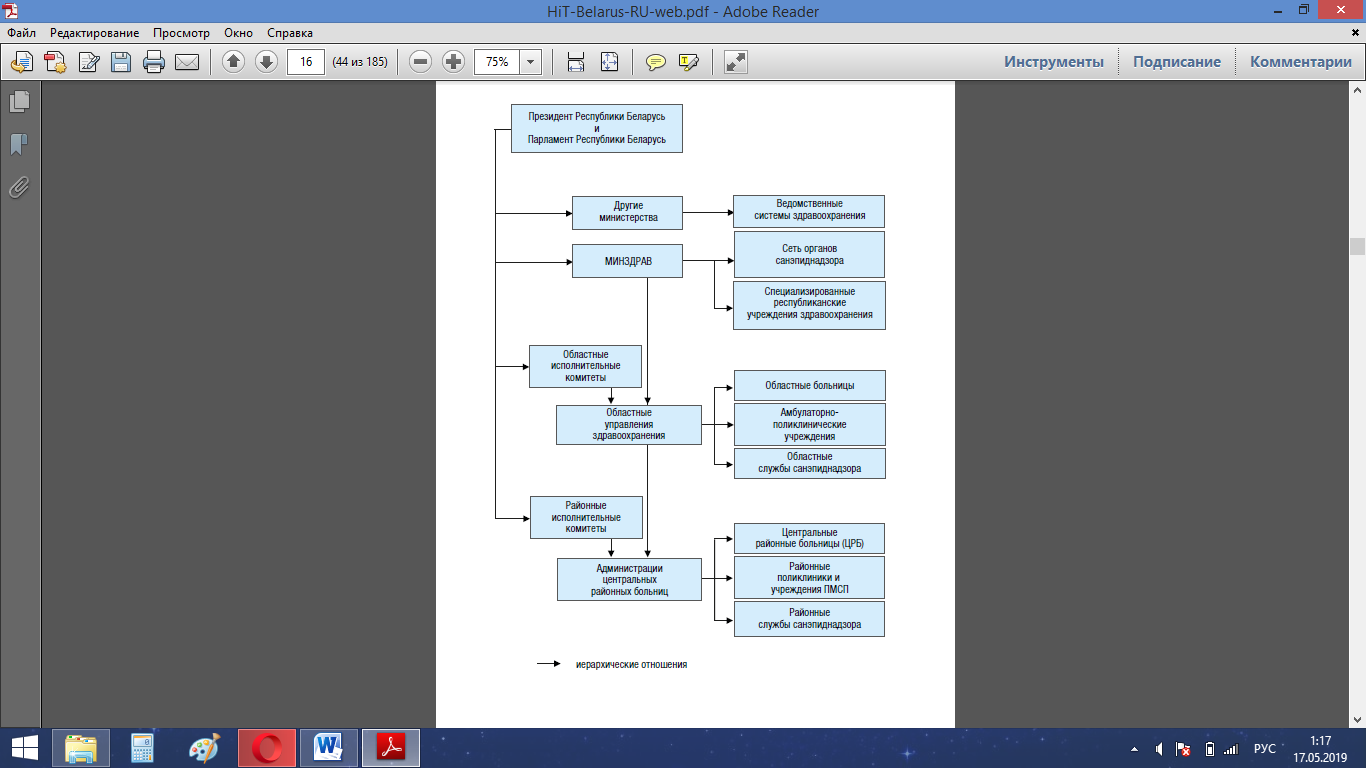 HiT-Belarus-RU-web.pdf - Adobe Reader
Файл Редактирование Просмотр Окно Справка
16 (44 из 185) 75% Инструменты Подписание Комментарии
Президент Республики Беларусь
и
Парламент Республики Беларусь
Другие
министерства
Ведомственные
системы здравоохранения
МИНЗДРАВ
Сеть органов
санэпиднадзора
Специализированные
республиканские
учреждения здравоохранения
Областные
исполнительные
комитеты
Областные
управления
здравоохранения
Областные больницы
Амбулаторно-
поликлинические
учреждения
Областные
службы санэпиднадзора
Районные
исполнительные
комитеты
Администрации
центральных
районных больниц
Центральные
районные больницы (ЦРБ)
Районные
поликлиники и
учреждения ПМСП
Районные
службы санэпиднадзора
иерархические отношения
РУС
1:17
17.05.2019